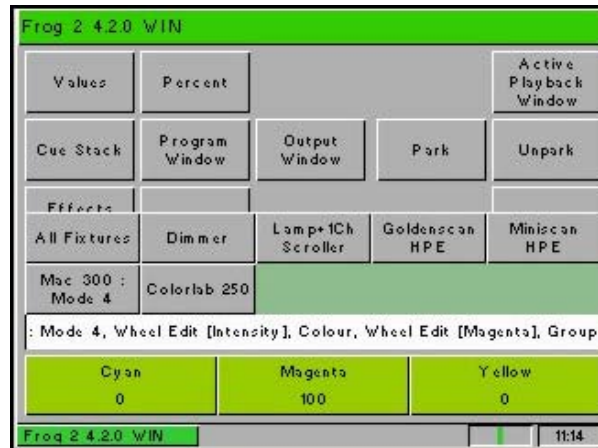 Frog 2 4.2.0 WIN
Values
Percent
Active
Playback
Window
Cue Stack
Program
Window
Output
Window
Park
Unpark
Effects
All Fixtures
Dimmer
Lamp+1Ch
Scroller
Goldenscan
HPE
Miniscan
HPE
Mac 300 :
Mode 4
Colorlab 250
: Mode 4, Wheel Edit [Intensity], Colour, Wheel Edit [Magenta], Group
Cyan
0
Magenta
100
Yellow
0
Frog 2 4.2.0 WIN
11:14